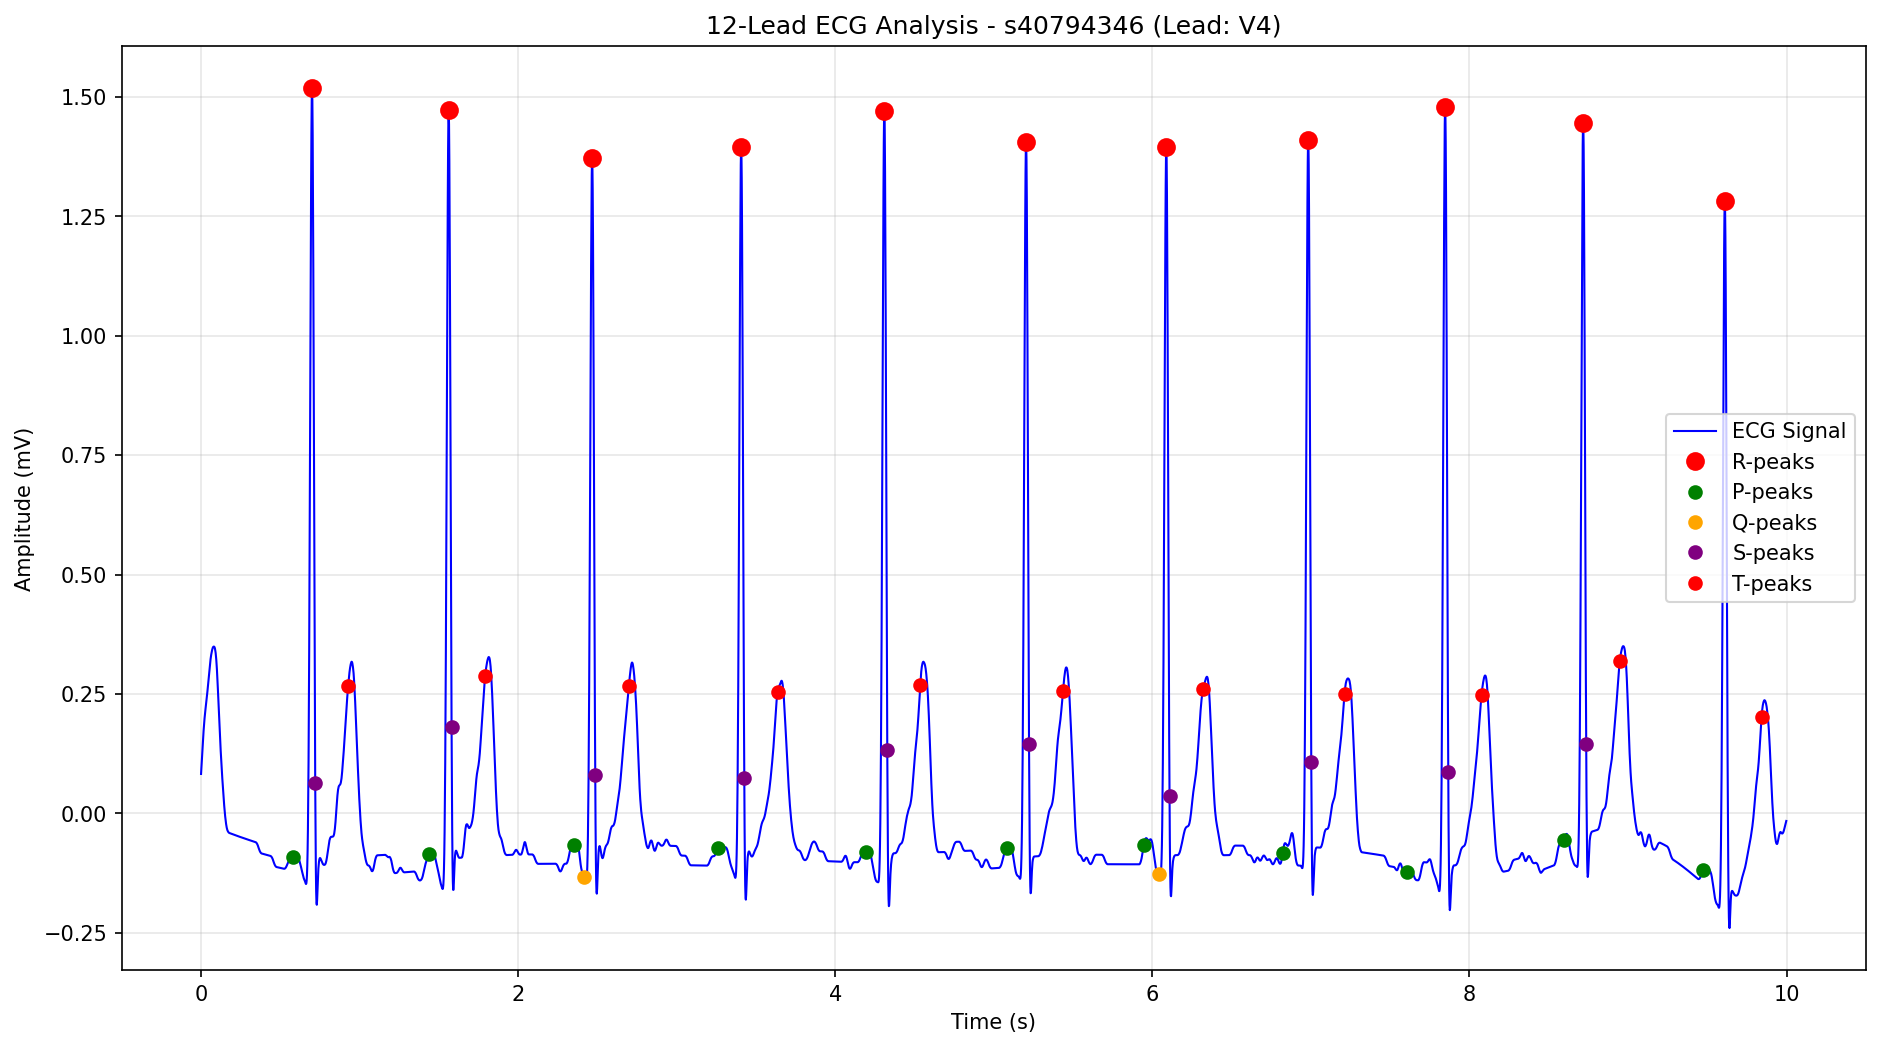 12-Lead ECG Analysis - s40794346 (Lead: V4)
Amplitude (mV)
1.50
1.25
1.00
0.75
0.50
0.25
0.00
−0.25
ECG Signal
R-peaks
P-peaks
Q-peaks
S-peaks
T-peaks
0 2 4 6 8 10
Time (s)